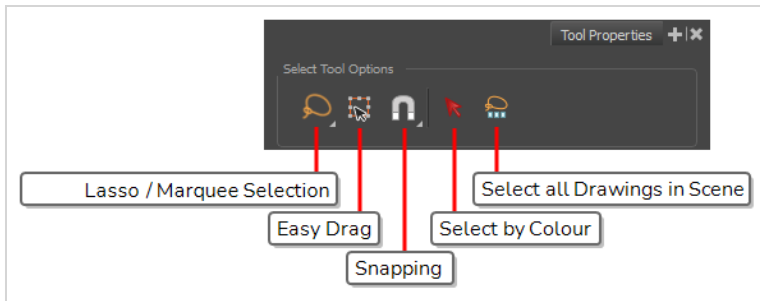 Tool Properties
Select Tool Options
Lasso / Marquee Selection
Select all Drawings in Scene
Easy Drag
Select by Colour
Snapping